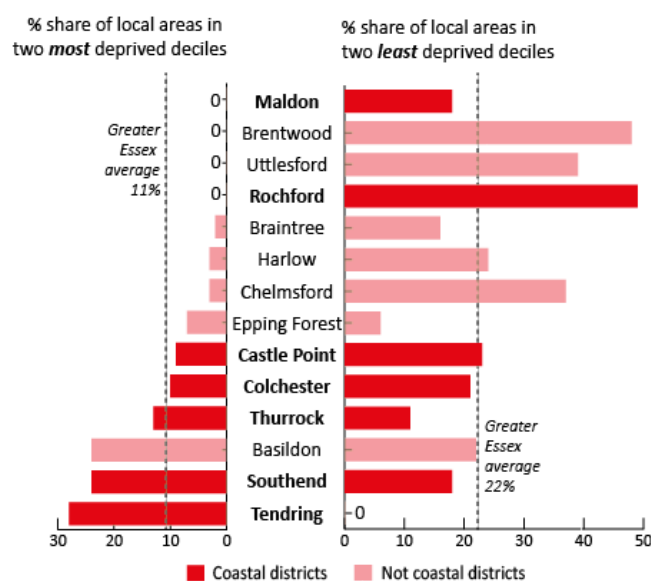 % share of local areas in
two most deprived deciles
% share of local areas in
two least deprived deciles
Greater
Essex
average
11%
0
Maldon
0
Brentwood
0
Uttlesford
0
Rochford
Braintree
Harlow
Chelmsford
Epping Forest
Castle Point
Colchester
Thurrock
Basildon
Southend
Tendring
0
Greater
Essex
average
22%
30 20 10 0
0 10 20 30 40 50
Coastal districts
Not coastal districts